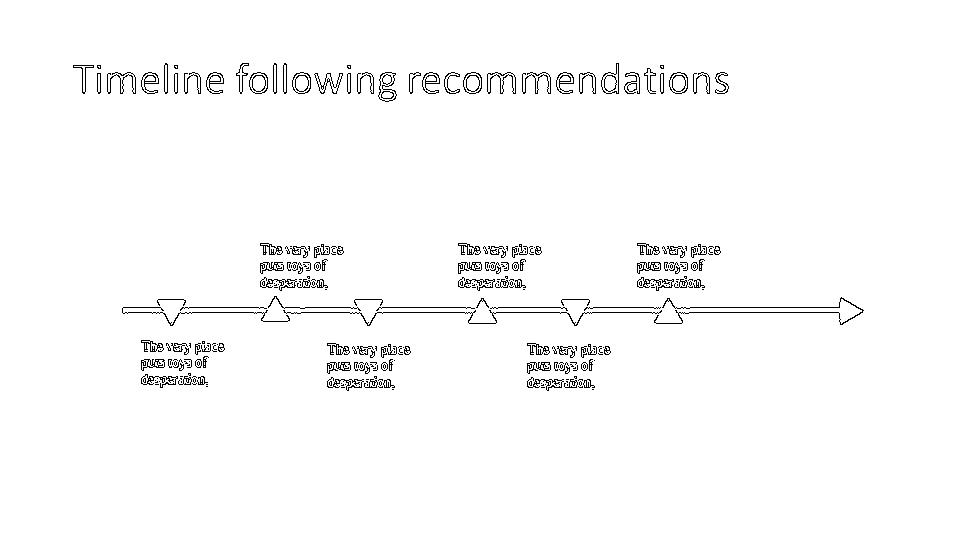 Timeline following recommendations
The very place
puts toys of
desperation.
The very place
puts toys of
desperation.
The very place
puts toys of
desperation.
The very place
puts toys of
desperation.
The very place
puts toys of
desperation.
The very place
puts toys of
desperation.